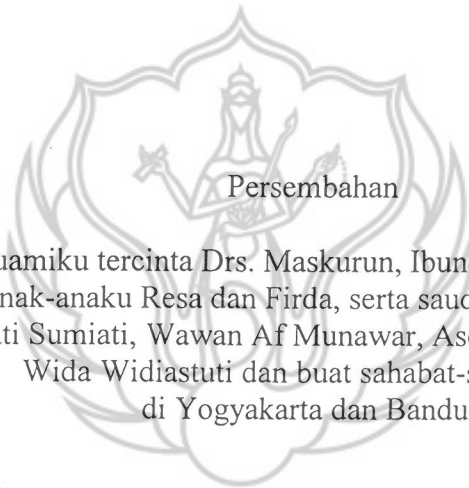 Persembahan
uamiku tercinta Drs. Maskurun, Ibun
nak-anaku Resa dan Firda, serta saud
ti Sumiati, Wawan Af Munawar, As
Wida Widiastuti dan buat sahabat-s
di Yogyakarta dan Bandu